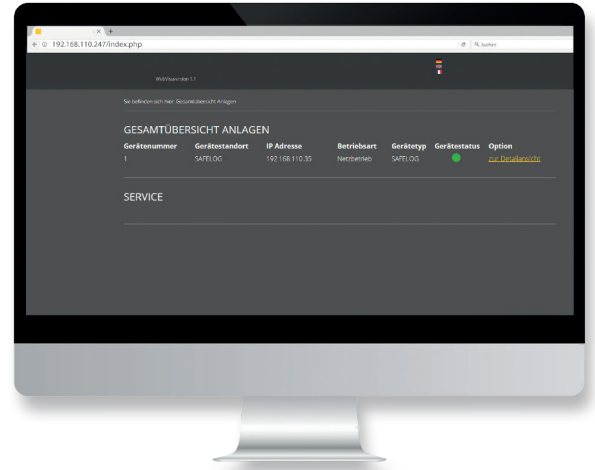 192.168.110.247/index.php
Suchen
WebVisuversion 1.1
Sie befinden sich hier: Gesamtübersicht Anlagen
GESAMTÜBERSICHT ANLAGEN
Gerätenummer Gerätestandort IP Adresse Betriebsart Gerätetyp Gerätestatus Option
1 SAFELOG 192.168.110.35 Netzbetrieb SAFELOG zur Detailansicht
SERVICE